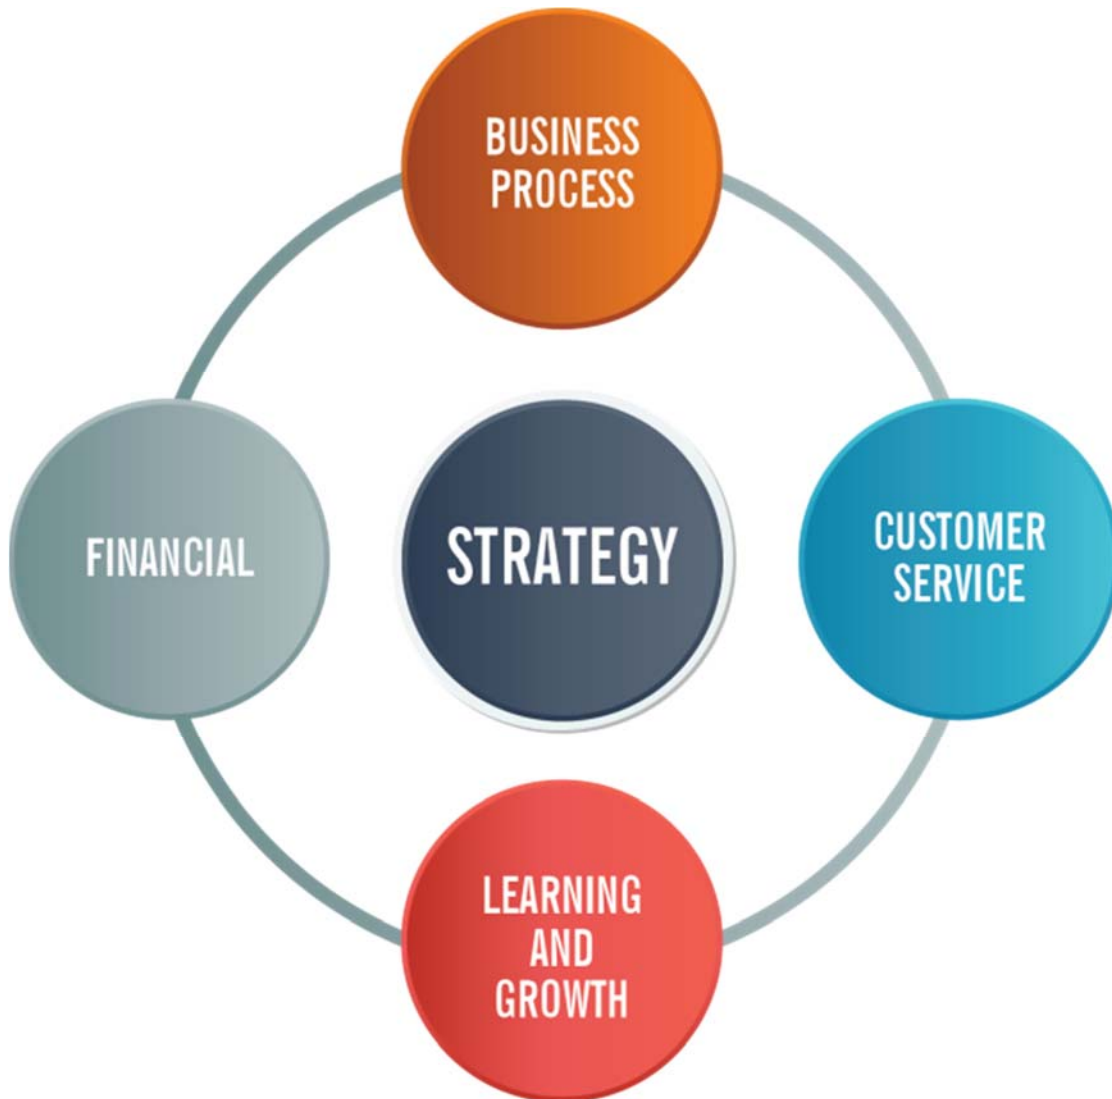 BUSINESS
PROCESS
FINANCIAL
STRATEGY
CUSTOMER
SERVICE
LEARNING
AND
GROWTH